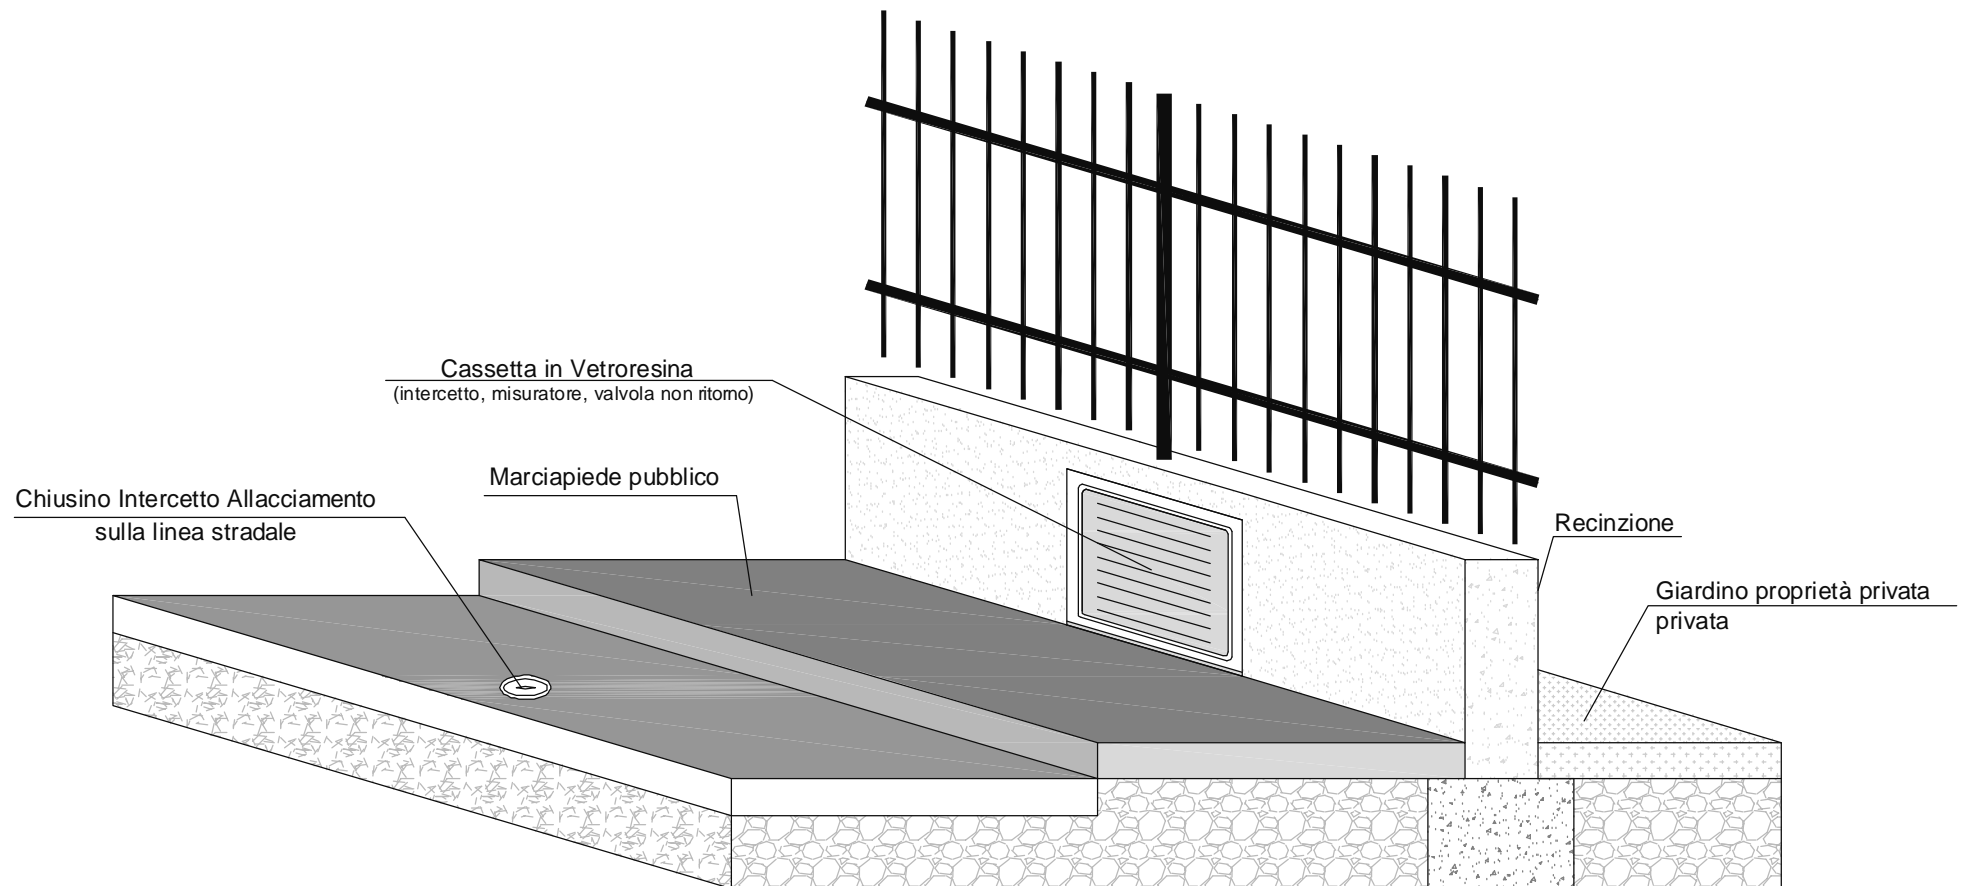 Cassetta in Vetroresina
(intercetto, misuratore, valvola non ritorno)
Marciapiede pubblico
Chiusino Intercetto Allacciamento
sulla linea stradale
Recinzione
Giardino proprietà privata
privata